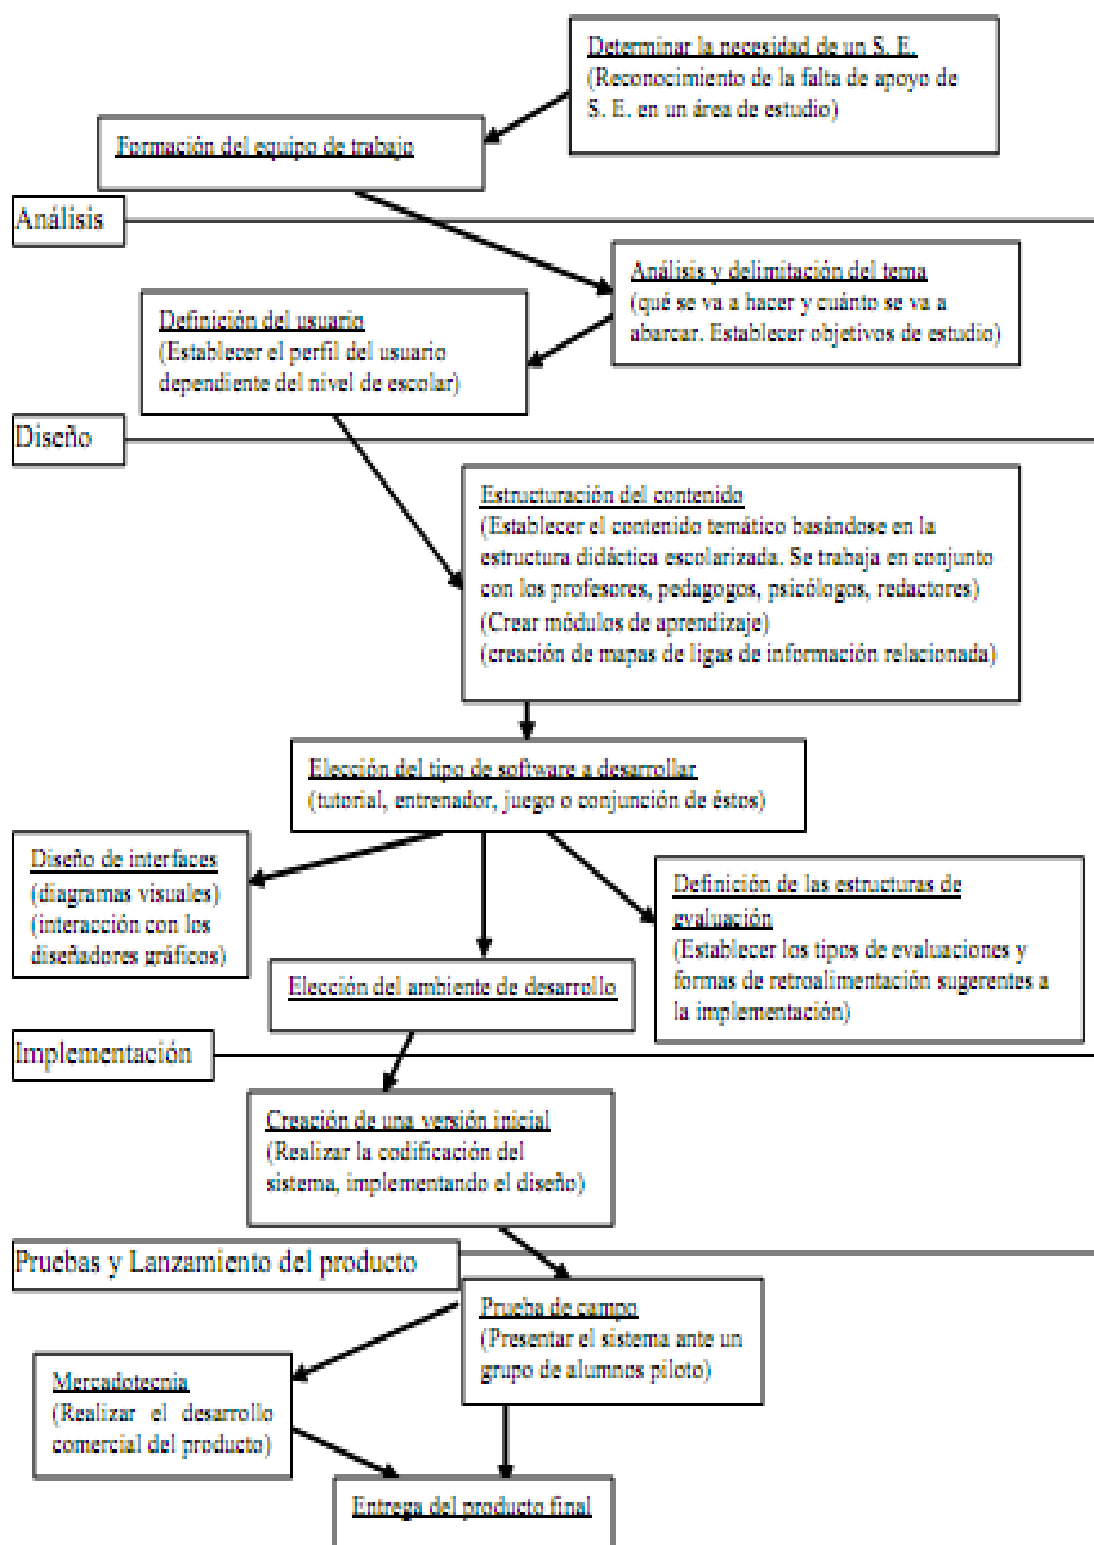 Determinar la necesidad de un S. E.
(Reconocimiento de la falta de apoyo de
S. E. en un área de estudio)
Formación del equipo de trabajo
Análisis
Análisis y delimitación del tema
(qué se va a hacer y cuánto se va a
abarcar. Establecer objetivos de estudio)
Definición del usuario
(Establecer el perfil del usuario
dependiente del nivel de escolar)
Diseño
Estructuración del contenido
(Establecer el contenido temático basándose en la
estructura didáctica escolarizada. Se trabaja en conjunto
con los profesores, pedagogos, psicólogos, redactores)
(Crear módulos de aprendizaje)
(creación de mapas de ligas de información relacionada)
Elección del tipo de software a desarrollar
(tutorial, entrenador, juego o conjunción de éstos)
Diseño de interfaces
(diagramas visuales)
(interacción con los
diseñadores gráficos)
Definición de las estructuras de
evaluación
(Establecer los tipos de evaluaciones y
formas de retroalimentación sugerentes a
la implementación)
Elección del ambiente de desarrollo
Implementación
Creación de una versión inicial
(Realizar la codificación del
sistema, implementando el diseño)
Pruebas y Lanzamiento del producto
Prueba de campo
(Presentar el sistema ante un
grupo de alumnos piloto)
Mercadotecnia
(Realizar el desarrollo
comercial del producto)
Entrega del producto final